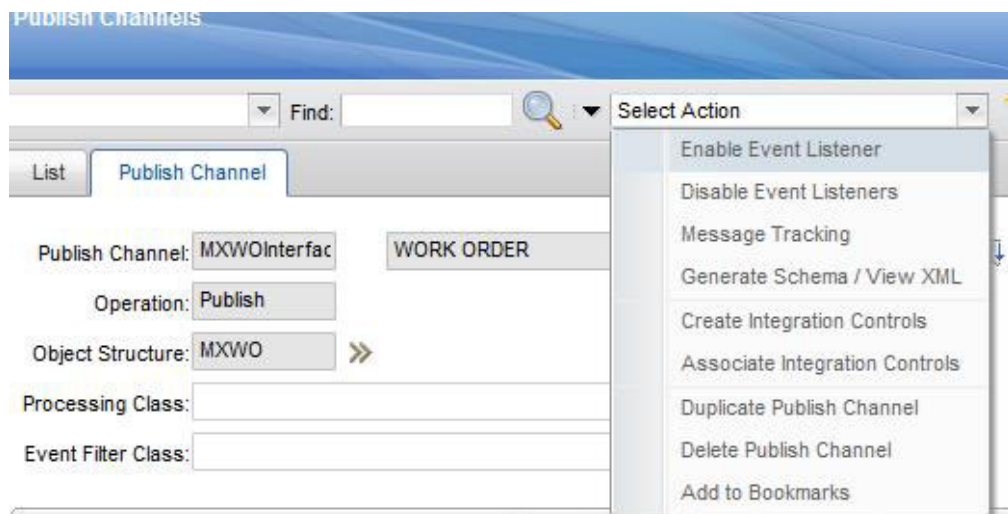 Publish Channels
Find:
Select Action
Enable Event Listener
Disable Event Listeners
Message Tracking
Generate Schema / View XML
Create Integration Controls
Associate Integration Controls
Duplicate Publish Channel
Delete Publish Channel
Add to Bookmarks
List
Publish Channel
Publish Channel: MXWOInterfac WORK ORDER
Operation: Publish
Object Structure: MXWO
Processing Class:
Event Filter Class: